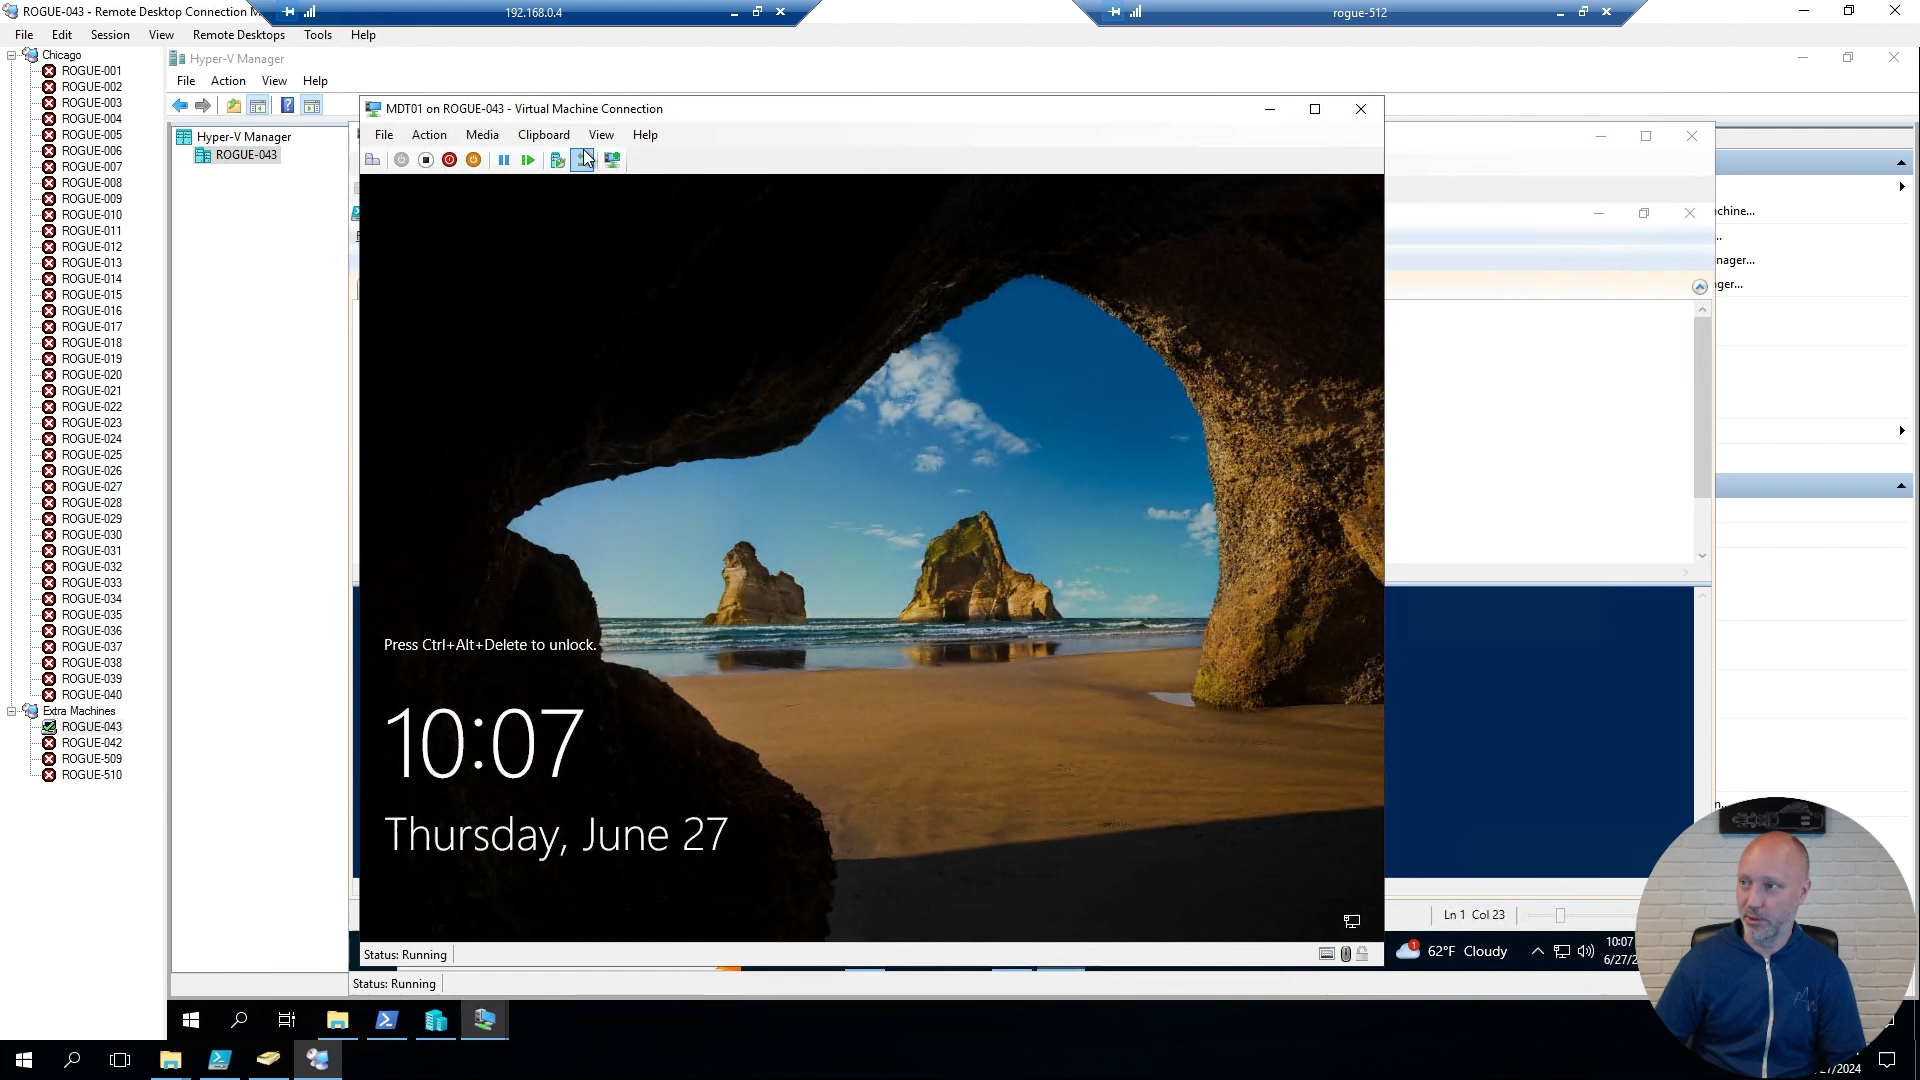 ROGUE-043 - Remote Desktop Connection M
192.168.0.4
rogue-512
File Edit Session View Remote Desktops Tools Help
Chicago
ROGUE-001
ROGUE-002
ROGUE-003
ROGUE-004
ROGUE-005
ROGUE-006
ROGUE-007
ROGUE-008
ROGUE-009
ROGUE-010
ROGUE-011
ROGUE-012
ROGUE-013
ROGUE-014
ROGUE-015
ROGUE-016
ROGUE-017
ROGUE-018
ROGUE-019
ROGUE-020
ROGUE-021
ROGUE-022
ROGUE-023
ROGUE-024
ROGUE-025
ROGUE-026
ROGUE-027
ROGUE-028
ROGUE-029
ROGUE-030
ROGUE-031
ROGUE-032
ROGUE-033
ROGUE-034
ROGUE-035
ROGUE-036
ROGUE-037
ROGUE-038
ROGUE-039
ROGUE-040
Extra Machines
ROGUE-043
ROGUE-042
ROGUE-509
ROGUE-510
Hyper-V Manager
File Action View Help
Hyper-V Manager
ROGUE-043
MDT01 on ROGUE-043 - Virtual Machine Connection
File Action Media Clipboard View Help
Press Ctrl+Alt+Delete to unlock.
10:07
Thursday, June 27
Status: Running
chine...
..
nager...
ger...
Ln 1 Col 23
62°F Cloudy
10:07
6/27/2
Status: Running
/27/2024